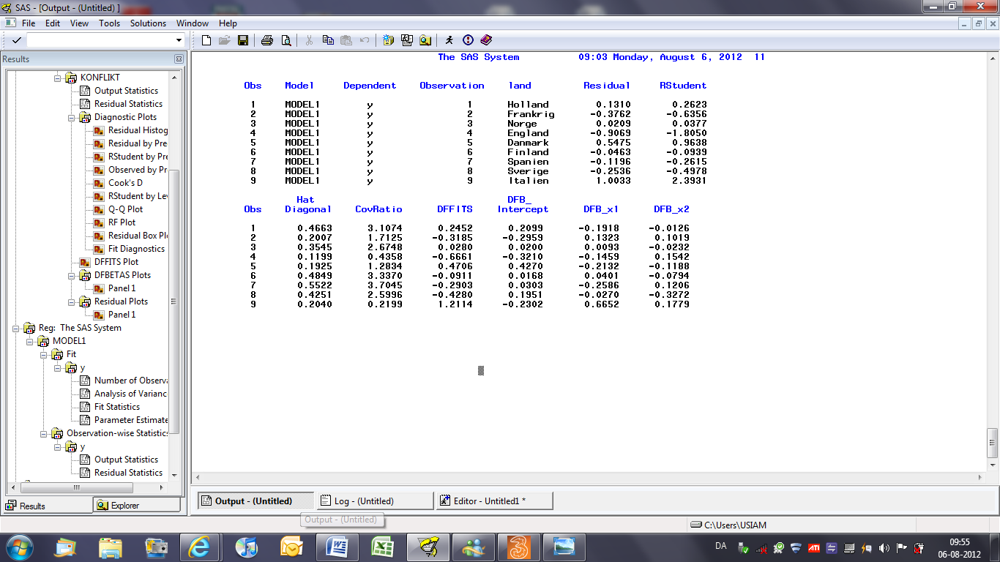 SAS - [Output - (Untitled) ]
File Edit View Tools Solutions Window Help
Results
KONFLIKT
Output Statistics
Residual Statistics
Diagnostic Plots
Residual Histog
Residual by Pre
RStudent by Pre
Observed by Pr
Cook's D
RStudent by Lev
Q-Q Plot
RF Plot
Residual Box Plo
Fit Diagnostics
DFFITS Plot
DFBETAS Plots
Panel 1
Residual Plots
Panel 1
Reg: The SAS System
MODEL1
Fit
y
Number of Observa
Analysis of Varianc
Fit Statistics
Parameter Estimate
Observation-wise Statistics
y
Output Statistics
Residual Statistics
Results Explorer
The SAS System 09:03 Monday, August 6, 2012 11
Obs Model Dependent Observation land Residual RStudent
1 MODEL1 y 1 Holland 0.1310 0.2623
2 MODEL1 y 2 Frankrig -0.3762 -0.6356
3 MODEL1 y 3 Norge 0.0209 0.0377
4 MODEL1 y 4 England -0.9069 -1.8050
5 MODEL1 y 5 Danmark 0.5475 0.9638
6 MODEL1 y 6 Finland -0.0463 -0.0939
7 MODEL1 y 7 Spanien -0.1196 -0.2615
8 MODEL1 y 8 Sverige -0.2536 -0.4978
9 MODEL1 y 9 Italien 1.0033 2.3931
Hat DFB_
Obs Diagonal CovRatio DFFITS Intercept DFB_x1 DFB_x2
1 0.4663 3.1074 0.2452 0.2099 -0.1918 -0.0126
2 0.2007 1.7125 -0.3185 -0.2959 0.1323 0.1019
3 0.3545 2.6748 0.0280 0.0200 0.0093 -0.0232
4 0.1199 0.4358 -0.6661 -0.3210 -0.1459 0.1542
5 0.1925 1.2834 0.4706 0.4270 -0.2132 -0.1188
6 0.4849 3.3370 -0.0911 0.0168 0.0401 -0.0794
7 0.5522 3.7045 -0.2903 0.0303 -0.2586 0.1206
8 0.4251 2.5996 -0.4280 0.1951 -0.0270 -0.3272
9 0.2040 0.2199 1.2114 -0.2302 0.6652 0.1779
Output - (Untitled) Log - (Untitled) Editor - Untitled1 *
Output - (Untitled)
C:\Users\USIAM
DA
ATI
3
09:55
06-08-2012